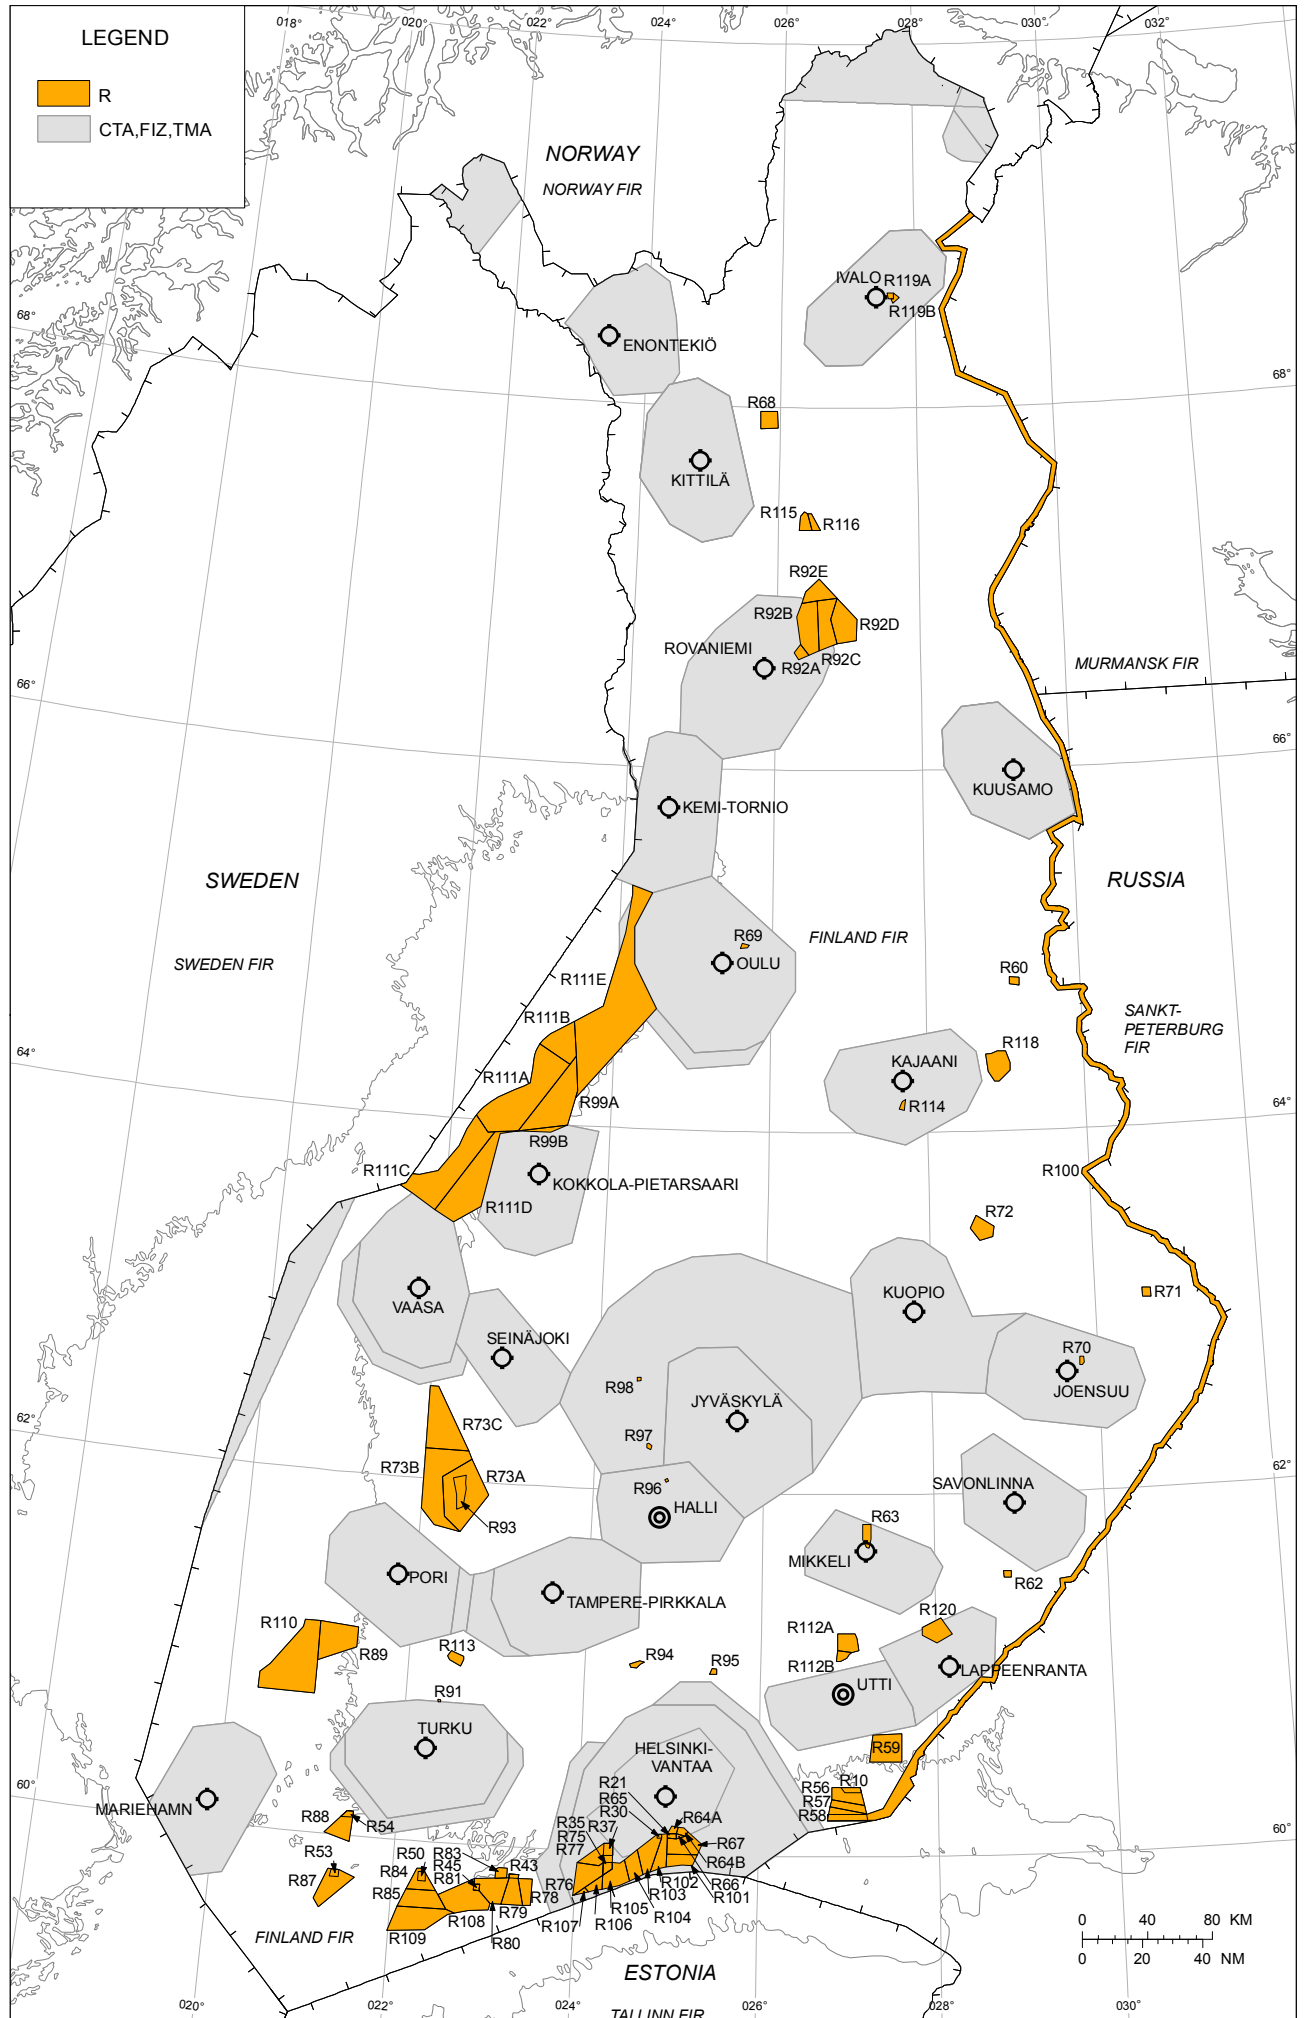 018°
020°
022°
024°
026°
028°
030°
032°
LEGEND
R
CTA,FIZ,TMA
NORWAY
NORWAY FIR
IVALO
R119A
R119B
68°
ENONTEKIÖ
68°
R68
KITTILÄ
R115
R116
R92E
R92B
R92D
ROVANIEMI
R92C
R92A
MURMANSK FIR
66°
66°
KUUSAMO
KEMI-TORNIO
SWEDEN
RUSSIA
R69
FINLAND FIR
SWEDEN FIR
OULU
R60
R111E
R111B
SANKT-
PETERBURG
FIR
R118
64°
KAJAANI
R111A
R99A
R114
64°
R99B
R111C
R100
KOKKOLA-PIETARSAARI
R111D
R72
KUOPIO
R71
VAASA
SEINÄJOKI
R70
R98
JOENSUU
JYVÄSKYLÄ
62°
R73C
R97
R73B
R73A
62°
R96
SAVONLINNA
HALLI
R93
R63
MIKKELI
PORI
R62
TAMPERE-PIRKKALA
R110
R120
R112A
R113
R89
R94
R95
R112B
LAPPEENRANTA
UTTI
R91
TURKU
HELSINKI-
VANTAA
R59
60°
R21
R10
R56
R65
R57
MARIEHAMN
R30
R64A
R58
R88
R54
R35
R37
60°
R75
R67
R77
R53
R50
R83
R64B
R84
R45
R43
R66
R87
R81
R76
R102
R101
R85
R78
R103
R108
R79
R105
R104
R107
R106
R109
R80
FINLAND FIR
0 40 80 KM
0 20 40 NM
ESTONIA
020°
022°
024°
026°
028°
030°
TALLINN FIR